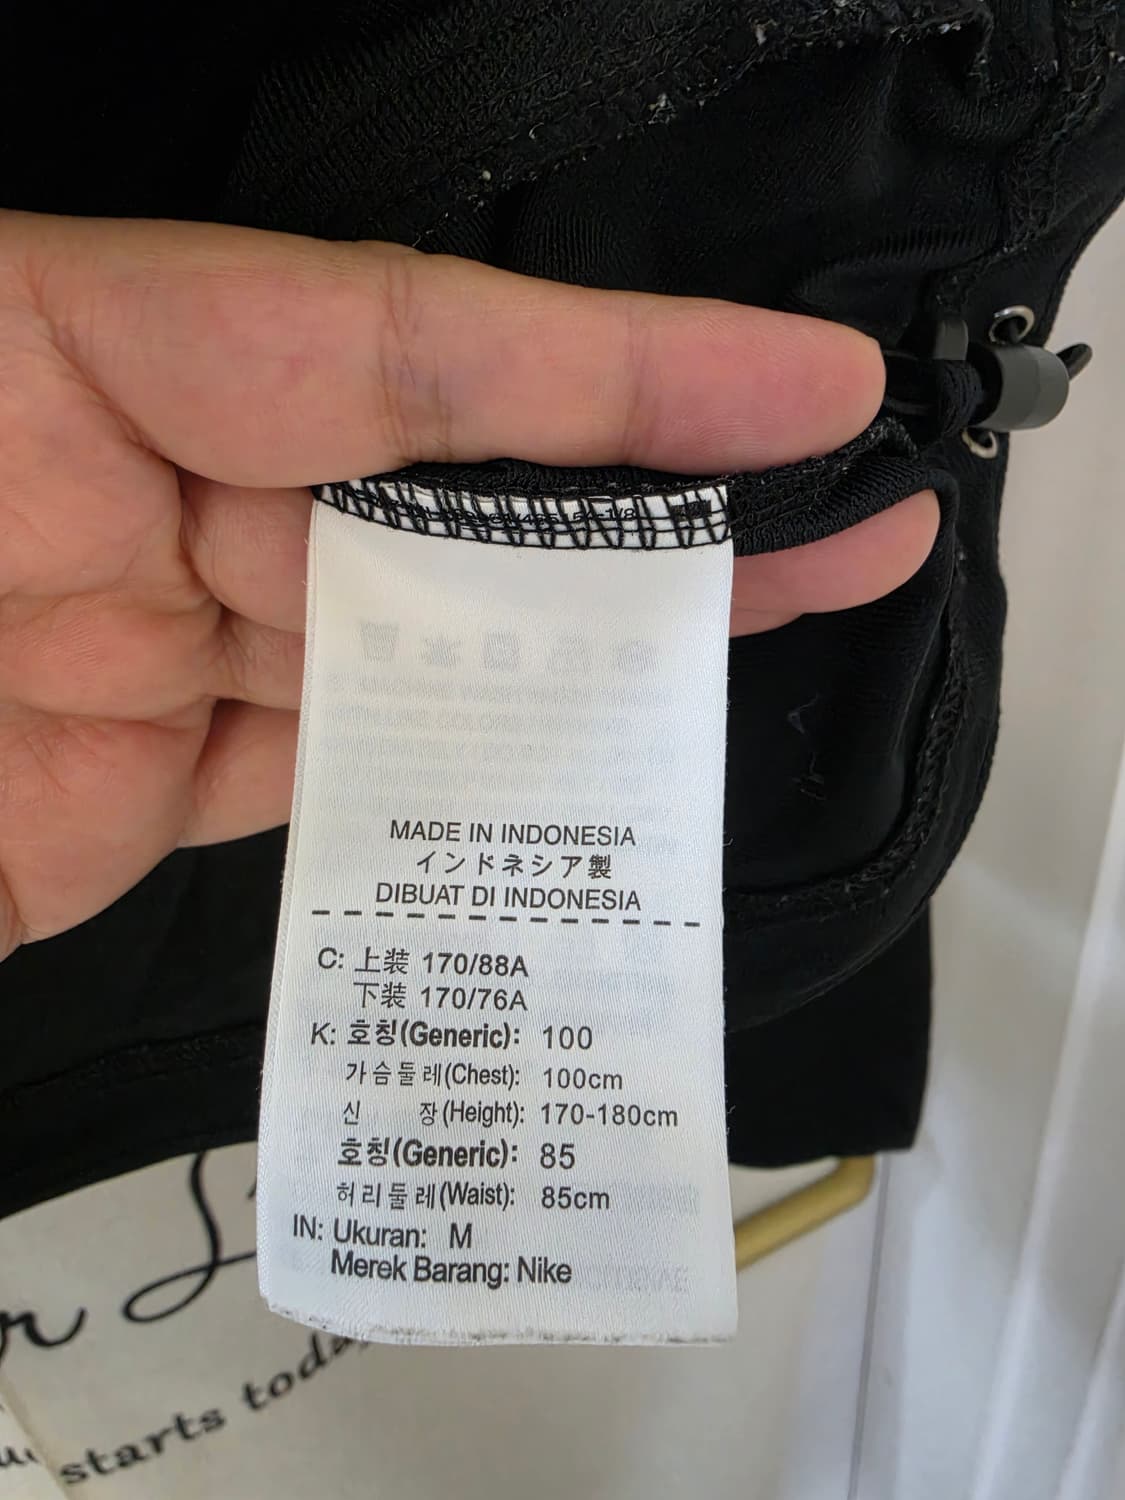 MADE IN INDONESIA
インドネシア製
DIBUAT DI INDONESIA
C: 上装 170/88A
下装 170/76A
K: 호칭(Generic): 100
가슴둘레(Chest): 100cm
신 장(Height): 170-180cm
호칭(Generic): 85
허리둘레(Waist): 85cm
IN: Ukuran: M
Merek Barang: Nike
starts today